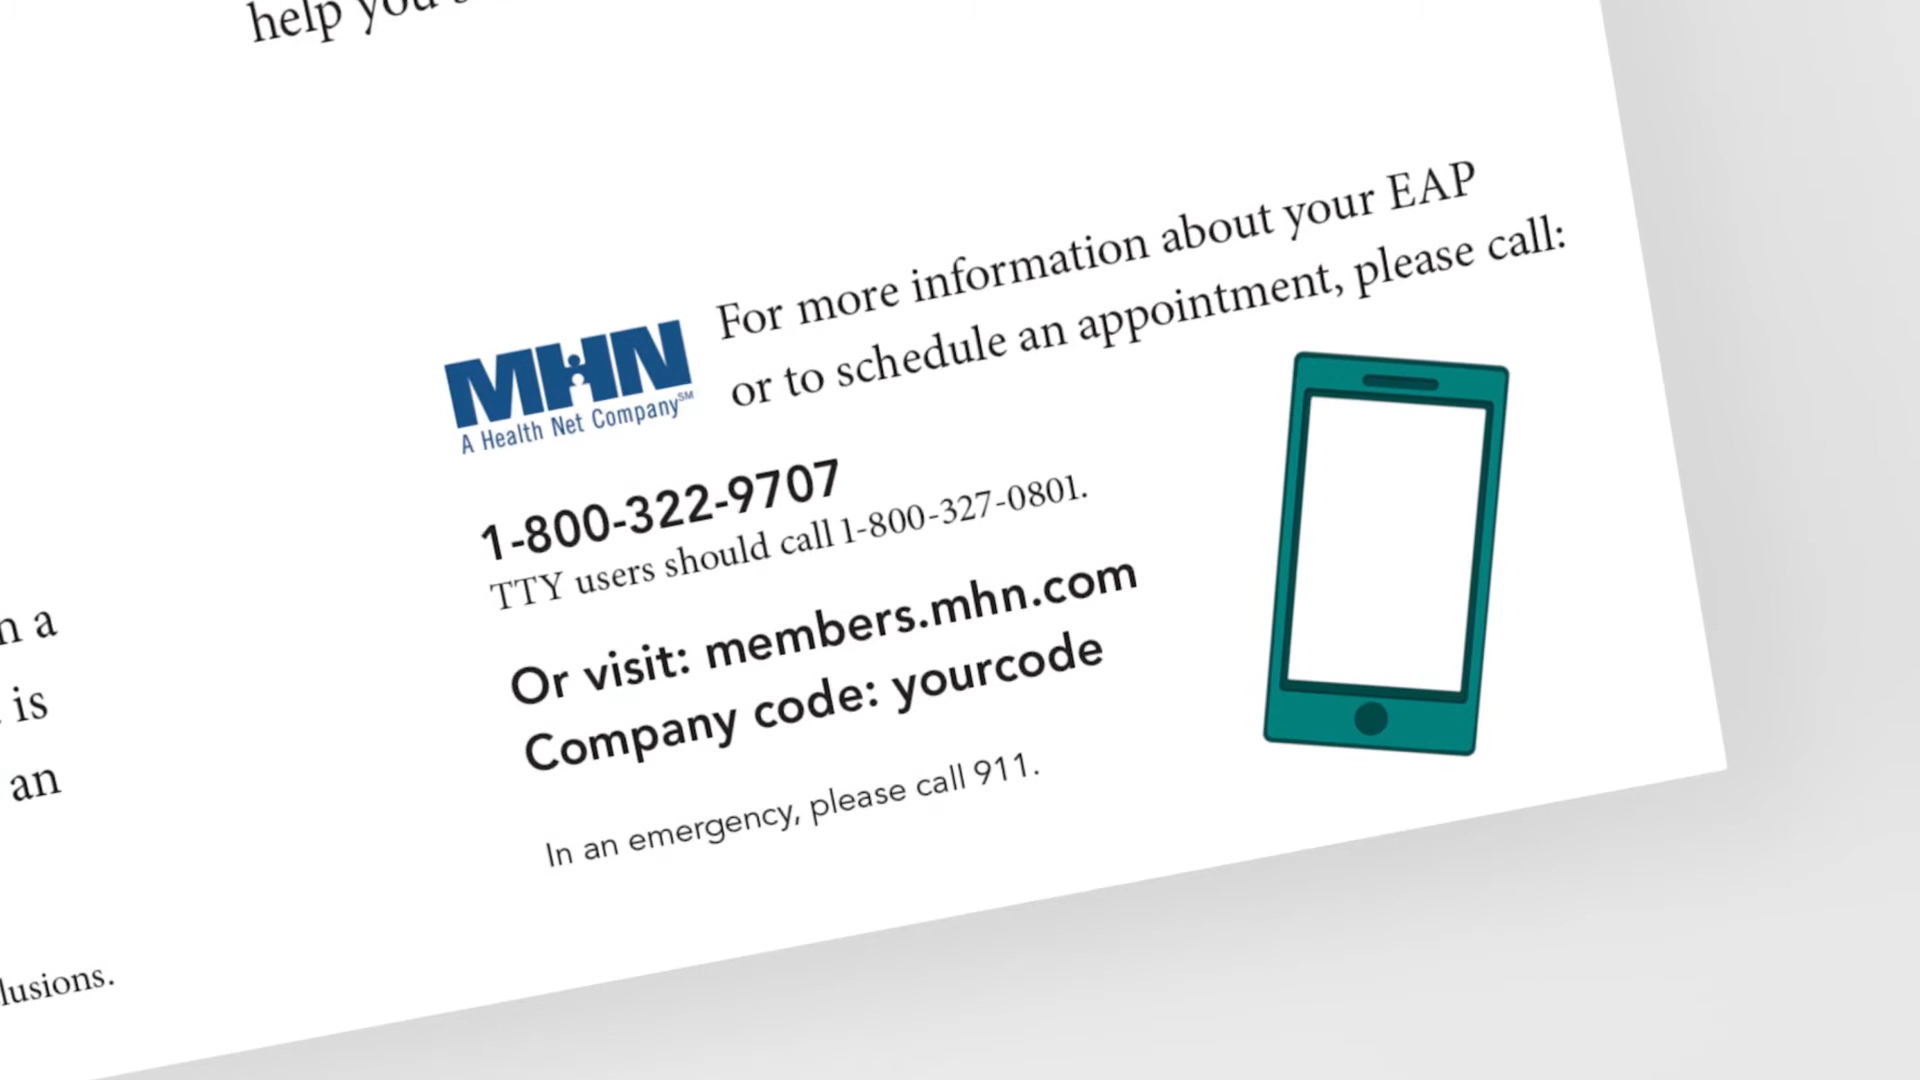 help you
For more information about your EAP
or to schedule an appointment, please call:
MHN
A Health Net Company℠
1-800-322-9707
TTY users should call 1-800-327-0801.
Or visit: members.mhn.com
Company code: yourcode
In an emergency, please call 911.
a
is
an